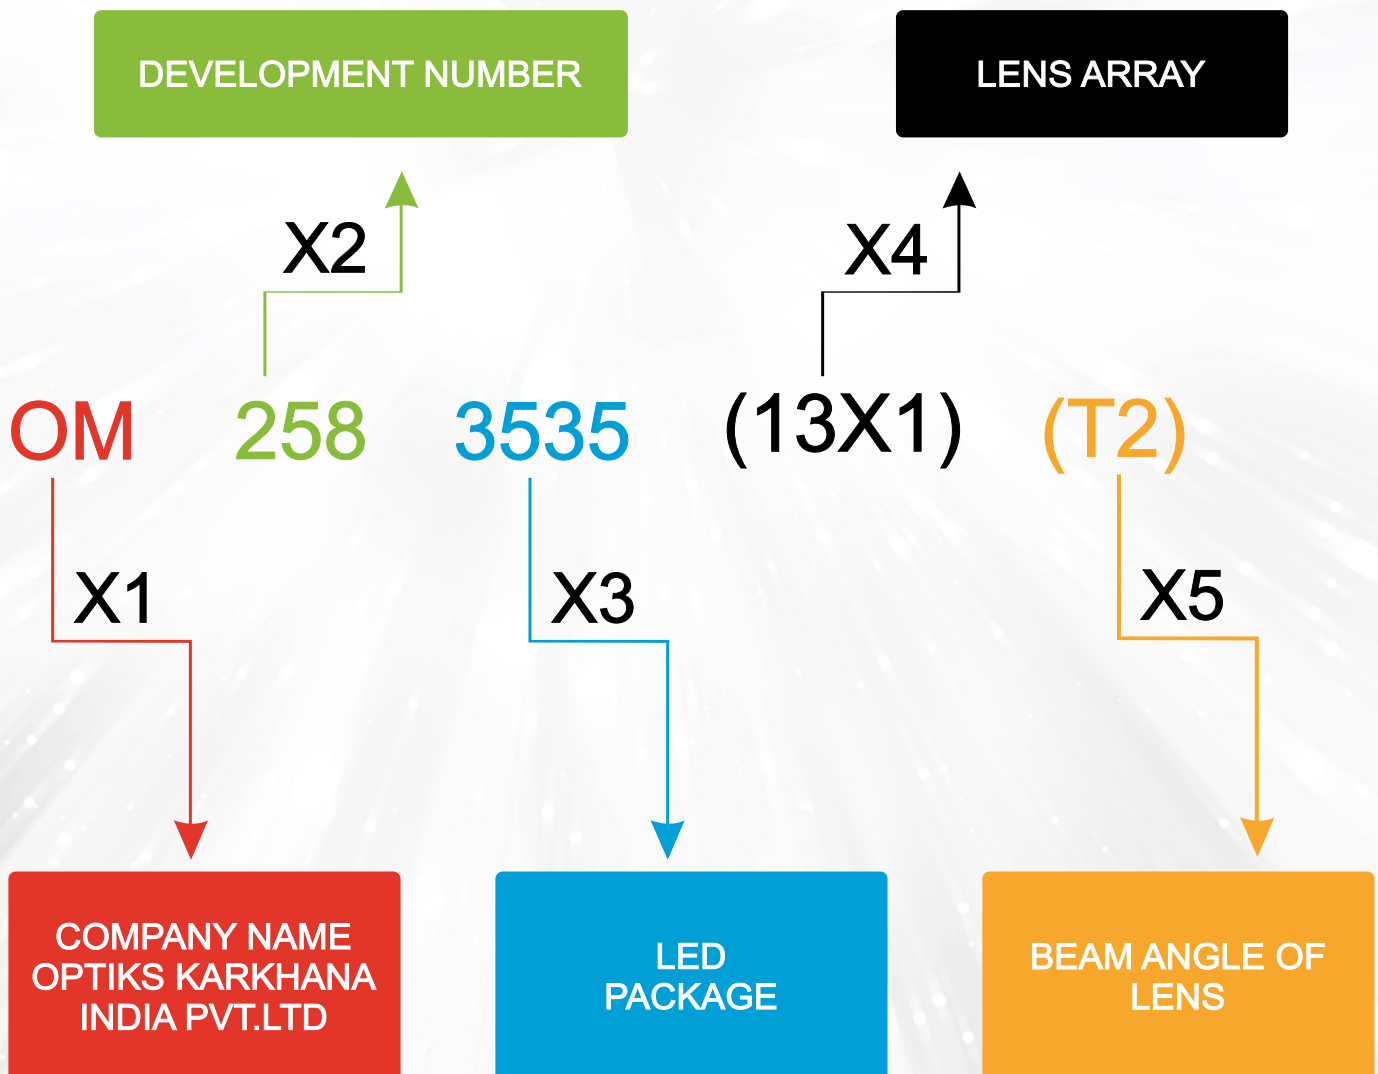 DEVELOPMENT NUMBER
LENS ARRAY
X2
X4
OM 258 3535 (13X1) (T2)
X1
X3
X5
COMPANY NAME
OPTIKS KARKHANA
INDIA PVT.LTD
LED
PACKAGE
BEAM ANGLE OF
LENS